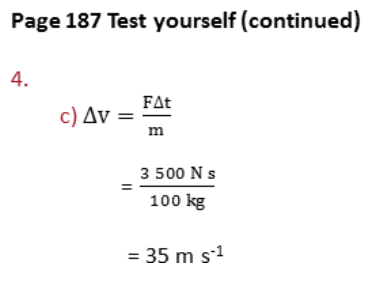 Page 187 Test yourself (continued)
4.
c) Δv = FΔt / m
= 3 500 N s / 100 kg
= 35 m s⁻¹